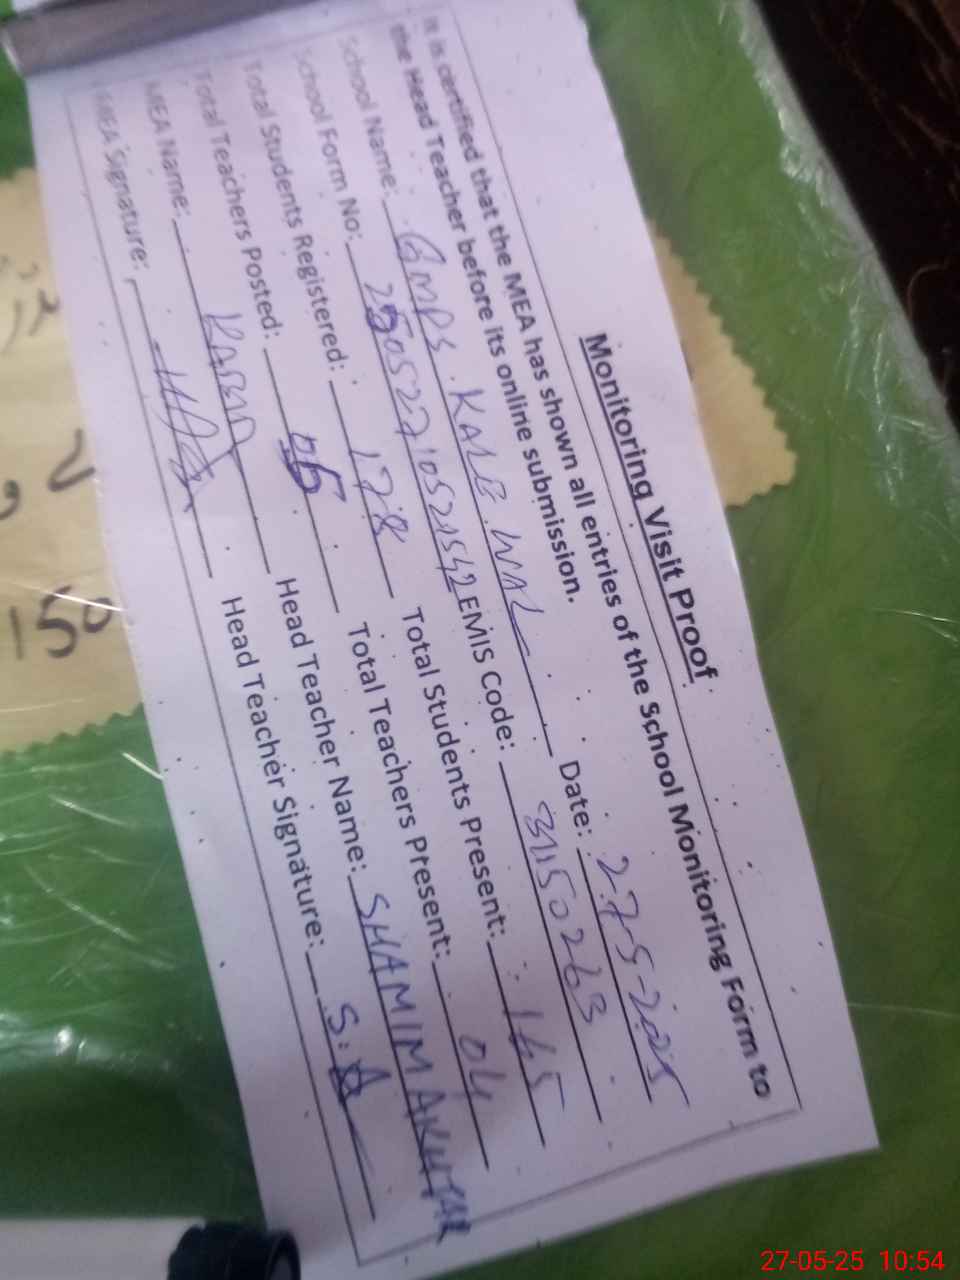 Monitoring Visit Proof
It is certified that the MEA has shown all entries of the School Monitoring Form to
the Head Teacher before its online submission.
School Name: GMPS. KALE WAL Date: 27-5-2025
School Form No: 25052710521542 EMIS Code: 31150263
Total Students Registered: 178 Total Students Present: 165
Total Teachers Posted: 05 Total Teachers Present: 04
MEA Name: Head Teacher Name: SHAMIM AKHTAR
MEA Signature: Head Teacher Signature: S.A
27-05-25 10:54